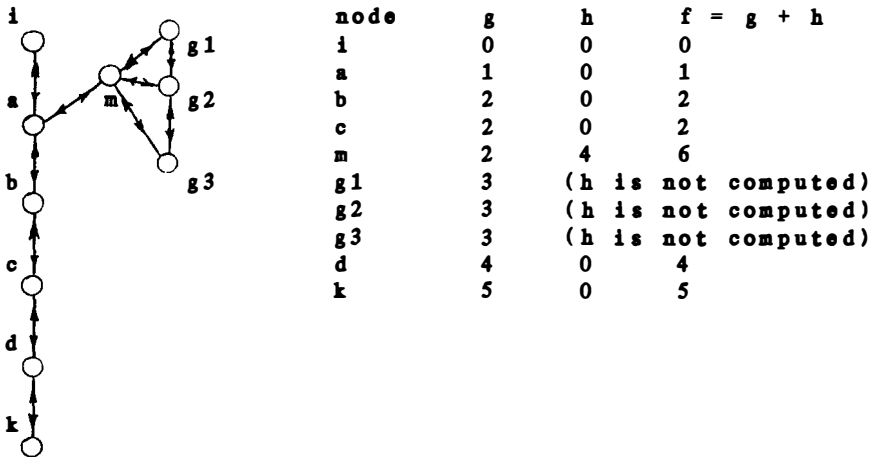 i
g1
a
m
g2
b
g3
c
d
k
node g h f = g + h
i 0 0 0
a 1 0 1
b 2 0 2
c 2 0 2
m 2 4 6
g1 3 (h is not computed)
g2 3 (h is not computed)
g3 3 (h is not computed)
d 4 0 4
k 5 0 5